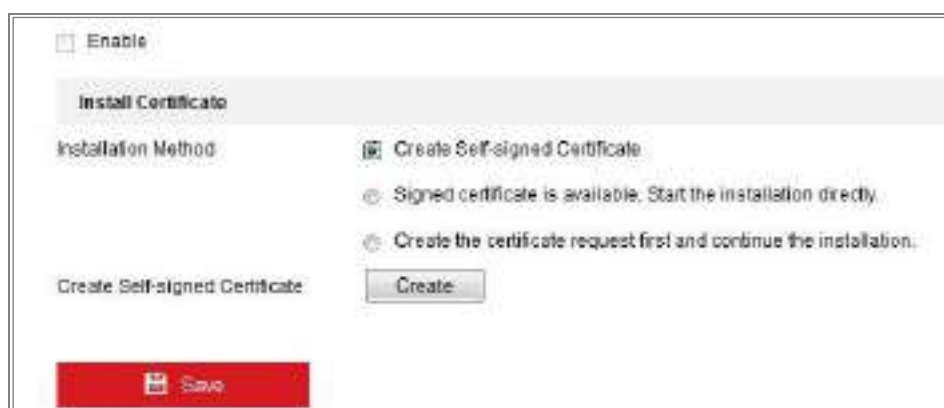 Enable
Install Certificate
Installation Method
Create Self-signed Certificate
Signed certificate is available, Start the installation directly.
Create the certificate request first and continue the installation.
Create Self-signed Certificate
Create
Save